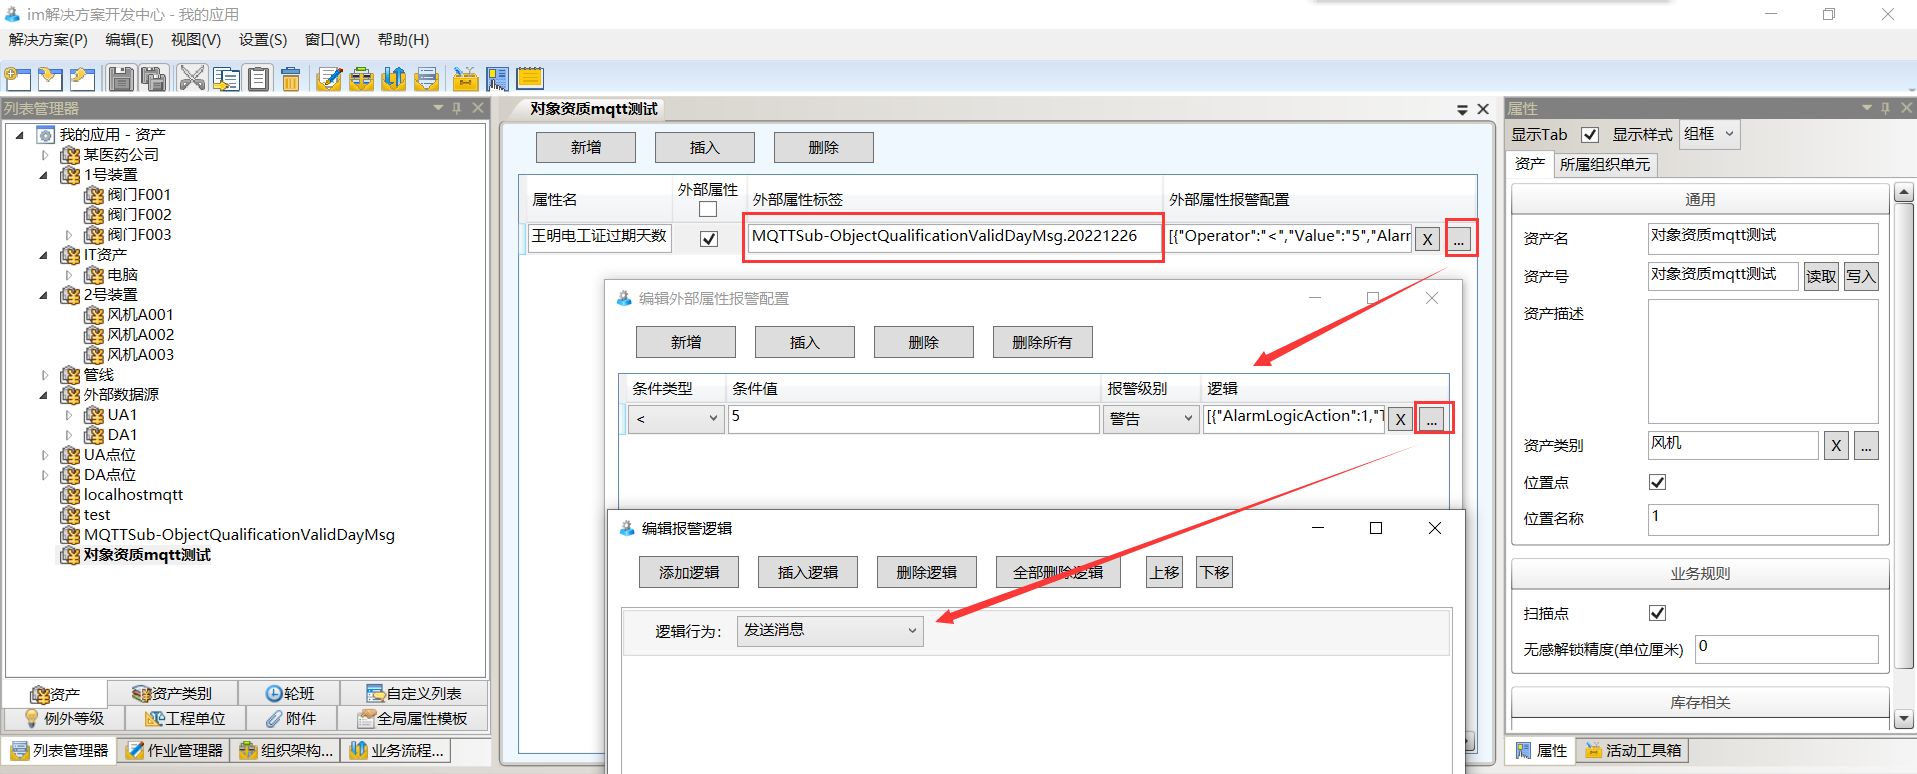 im解决方案开发中心 - 我的应用
解决方案(P) 编辑(E) 视图(V) 设置(S) 窗口(W) 帮助(H)
列表管理器
我的应用 - 资产
某医药公司
1号装置
阀门F001
阀门F002
阀门F003
IT资产
电脑
2号装置
风机A001
风机A002
风机A003
管线
外部数据源
UA1
DA1
UA点位
DA点位
localhostmqtt
test
MQTTSub-ObjectQualificationValidDayMsg
对象资质mqtt测试
资产 资产类别 轮班 自定义列表
例外等级 工程单位 附件 全局属性模板
列表管理器 作业管理器 组织架构... 业务流程...
对象资质mqtt测试
新增 插入 删除
属性名 外部属性 外部属性标签 外部属性报警配置
王明电工证过期天数 MQTTSub-ObjectQualificationValidDayMsg.20221226 [{"Operator":"<","Value":"5","Alarm X ...
编辑外部属性报警配置
新增 插入 删除 删除所有
条件类型 条件值 报警级别 逻辑
< 5 警告 [{"AlarmLogicAction":1,"T X ...
编辑报警逻辑
添加逻辑 插入逻辑 删除逻辑 全部删除逻辑 上移 下移
逻辑行为: 发送消息
属性
显示Tab 显示样式 组框
资产 所属组织单元
通用
资产名 对象资质mqtt测试
资产号 对象资质mqtt测试 读取 写入
资产描述
资产类别 风机 X ...
位置点
位置名称 1
业务规则
扫描点
无感解锁精度(单位厘米) 0
库存相关
属性 活动工具箱